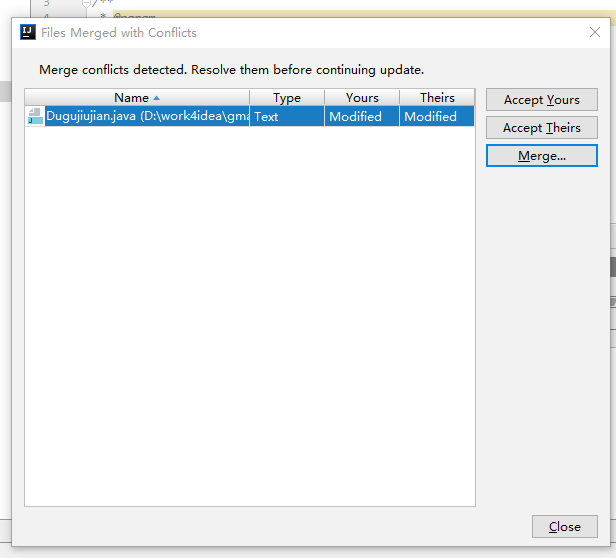 3 /**
Files Merged with Conflicts
Merge conflicts detected. Resolve them before continuing update.
Name Type Yours Theirs
Dugujiujian.java (D:\work4idea\gma Text Modified Modified
Accept Yours
Accept Theirs
Merge...
Close